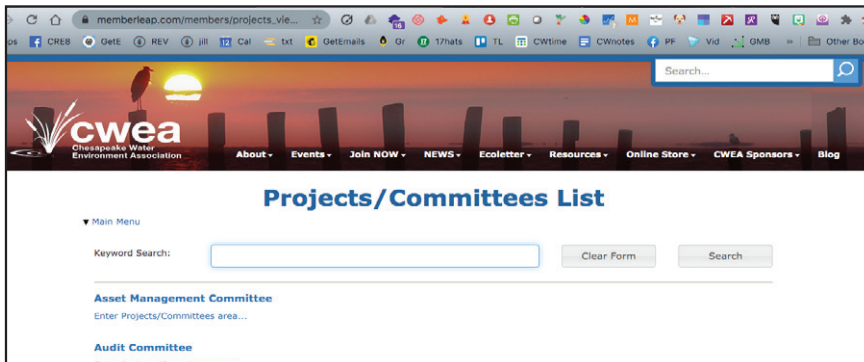 memberleap.com/members/projects_vie...
16
ps CRE8 GetE REV jill 12 Cal txt GetEmails Gr 17hats TL CWtime CWnotes PF Vid GMB » Other Bo
Search...
cwea
Chesapeake Water
Environment Association
About Events Join NOW NEWS Ecoletter Resources Online Store CWEA Sponsors Blog
Projects/Committees List
Main Menu
Keyword Search: Clear Form Search
Asset Management Committee
Enter Projects/Committees area...
Audit Committee